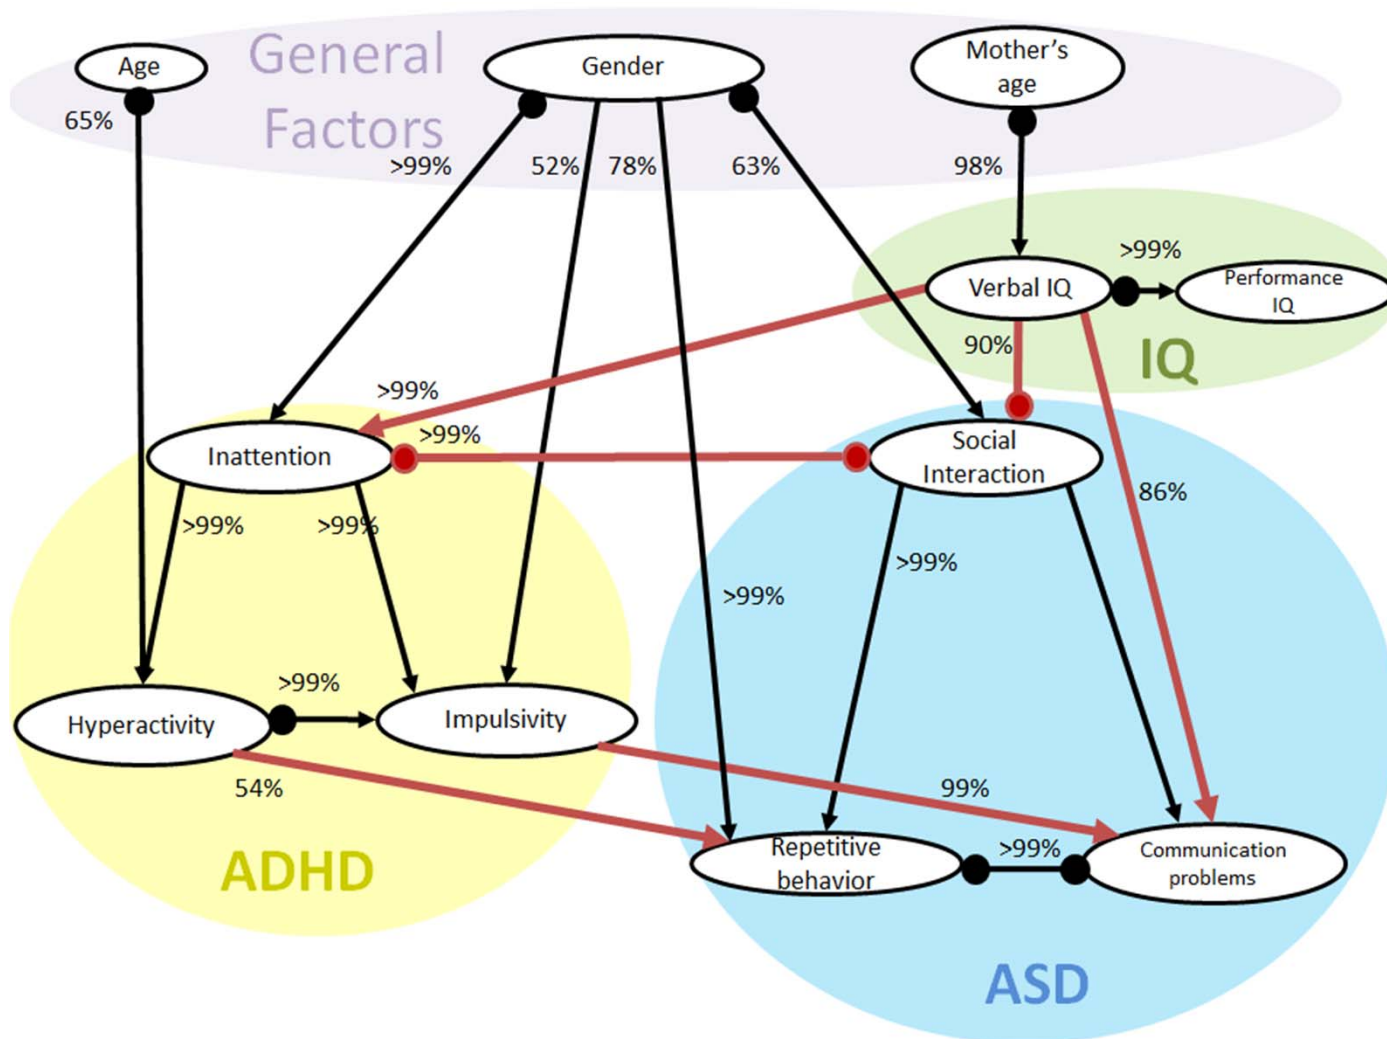 Age
General
Factors
Gender
Mother's
age
65%
>99%
52%
78%
63%
98%
Verbal IQ
>99%
Performance
IQ
90%
IQ
>99%
>99%
Inattention
Social
Interaction
86%
>99%
>99%
>99%
>99%
Hyperactivity
>99%
Impulsivity
54%
99%
ADHD
Repetitive
behavior
>99%
Communication
problems
ASD